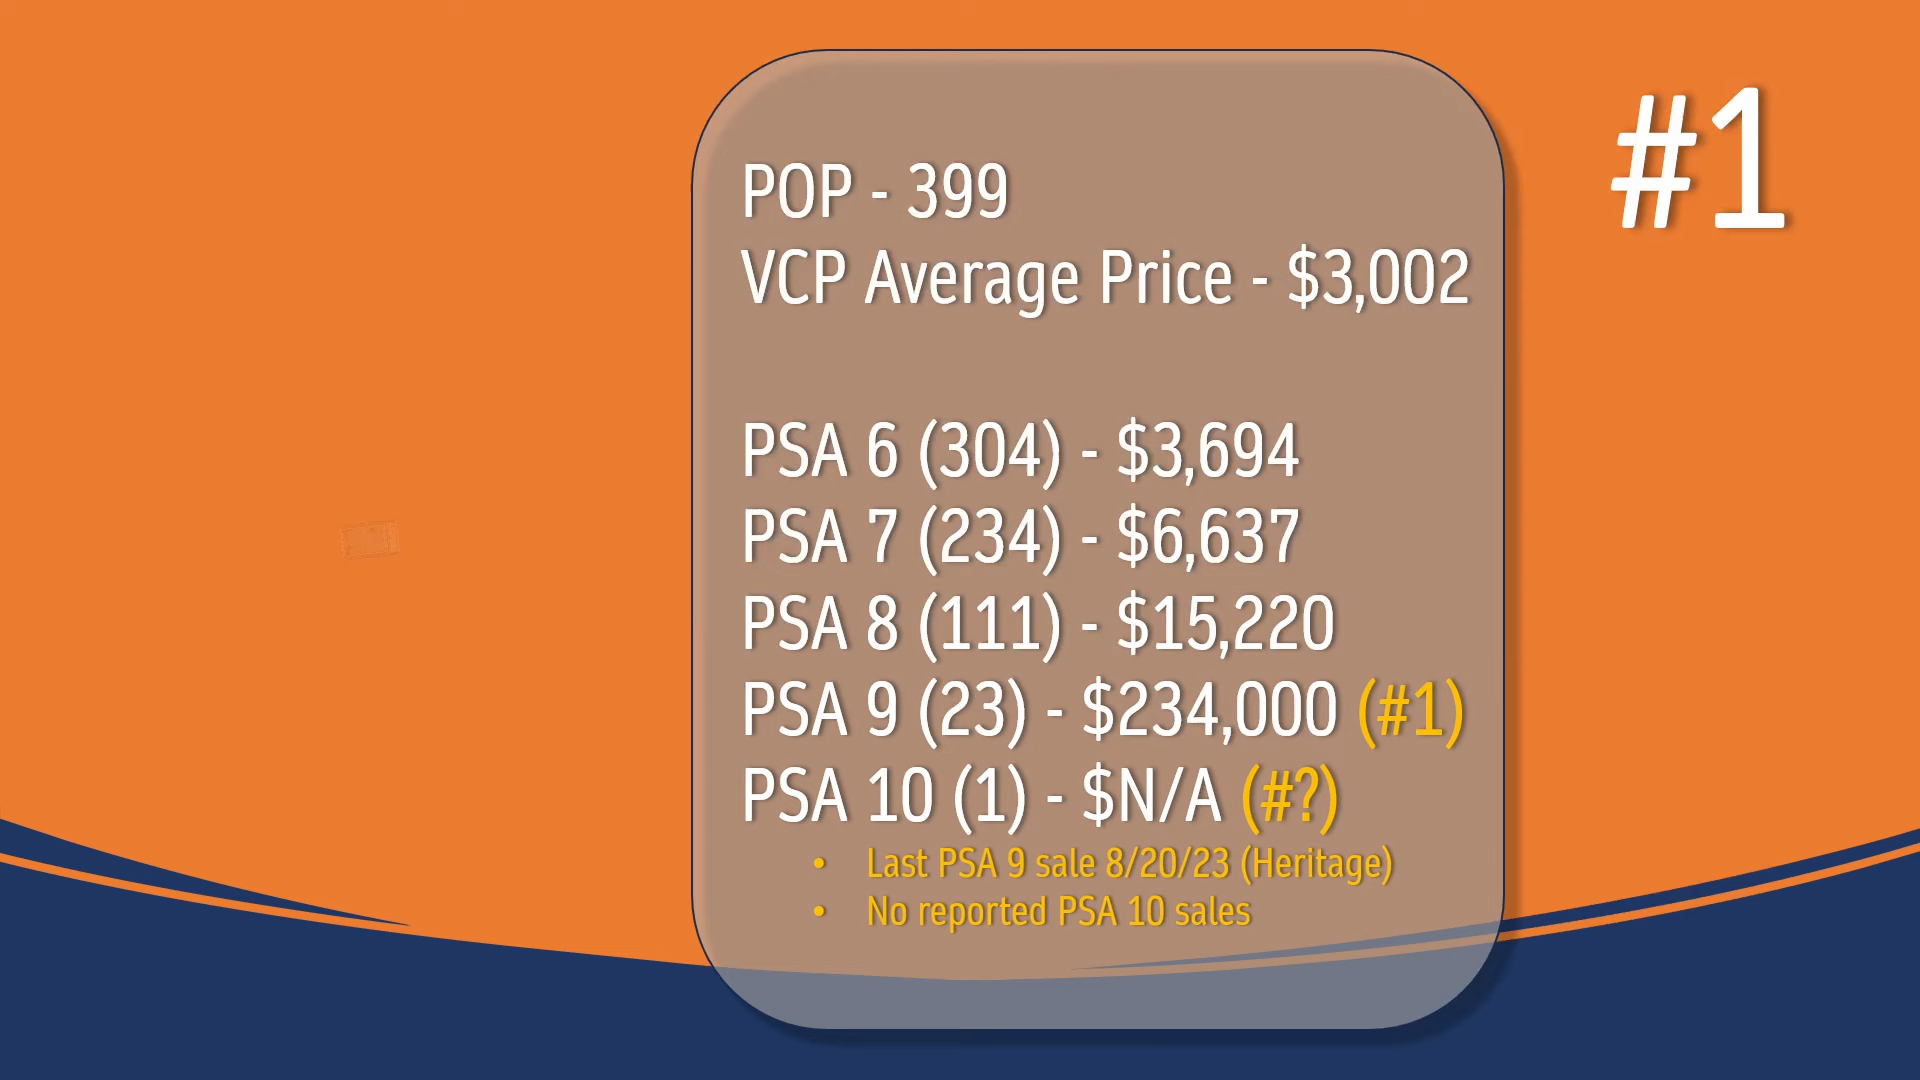 #1
POP - 399
VCP Average Price - $3,002
PSA 6 (304) - $3,694
PSA 7 (234) - $6,637
PSA 8 (111) - $15,220
PSA 9 (23) - $234,000 (#1)
PSA 10 (1) - $N/A (#?)
• Last PSA 9 sale 8/20/23 (Heritage)
• No reported PSA 10 sales